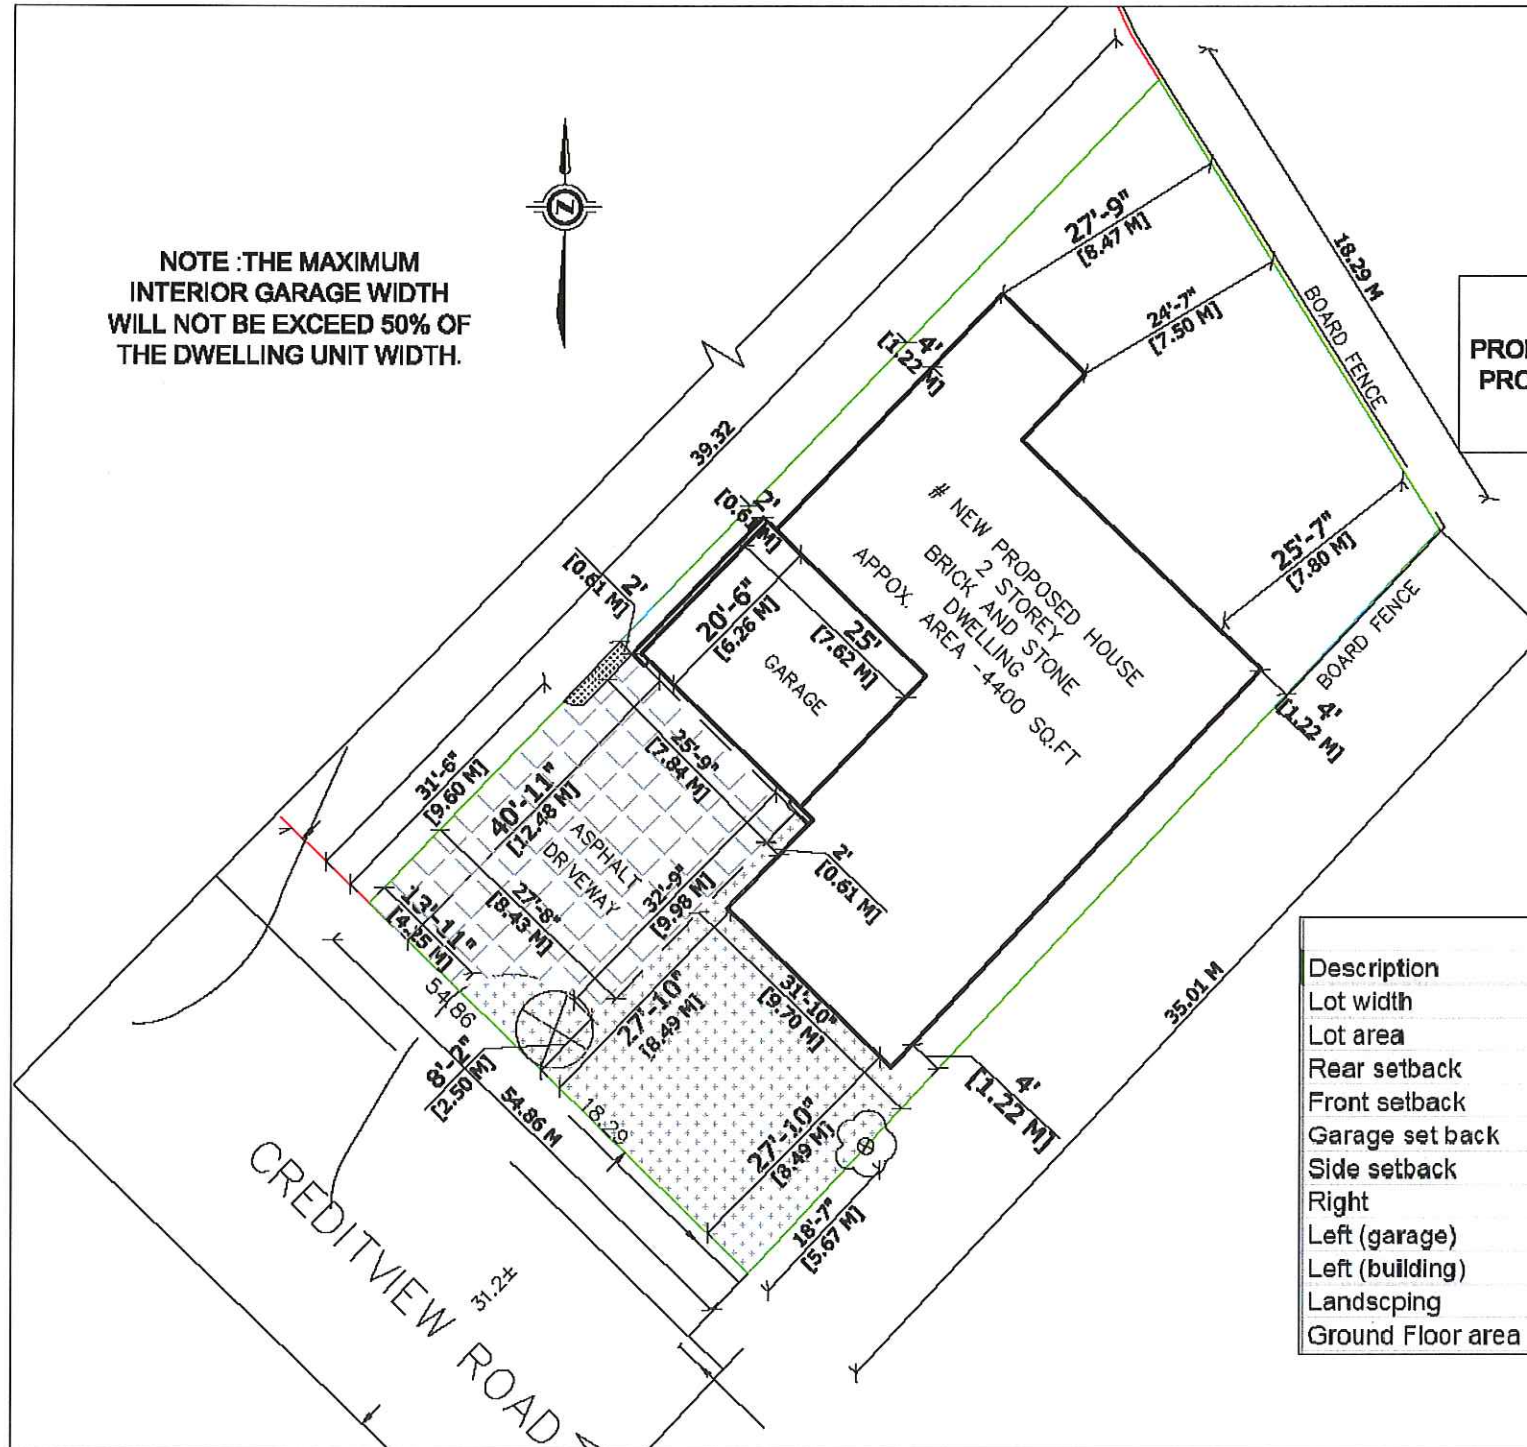 NOTE :THE MAXIMUM
INTERIOR GARAGE WIDTH
WILL NOT BE EXCEED 50% OF
THE DWELLING UNIT WIDTH.
Z
27'-9"
[8.47 M]
24'-7"
[7.50 M]
18.29 M
BOARD FENCE
4'
[1.22 M]
39.32
2'
[0.61 M]
2'
[0.61 M]
20'-6"
[6.26 M]
25'
[7.62 M]
GARAGE
# NEW PROPOSED HOUSE
2 STOREY
BRICK AND STONE
DWELLING
APPOX. AREA -4400 SQ.FT
25'-7"
[7.80 M]
BOARD FENCE
4'
[1.22 M]
31'-6"
[9.60 M]
40'-11"
[12.48 M]
25'-9"
[7.84 M]
ASPHALT
DRIVEWAY
27'-8"
[8.43 M]
32'-9"
[9.98 M]
2'
[0.61 M]
13'-11"
[4.25 M]
54.86
8'-2"
[2.50 M]
54.86 M
18.29
27'-10"
[8.49 M]
31'-10"
[9.70 M]
27'-10"
[8.49 M]
18'-7"
[5.67 M]
4'
[1.22 M]
35.01 M
CREDITVIEW ROAD
31.2±
PRO
Description
Lot width
Lot area
Rear setback
Front setback
Garage set back
Side setback
Right
Left (garage)
Left (building)
Landscping
Ground Floor area